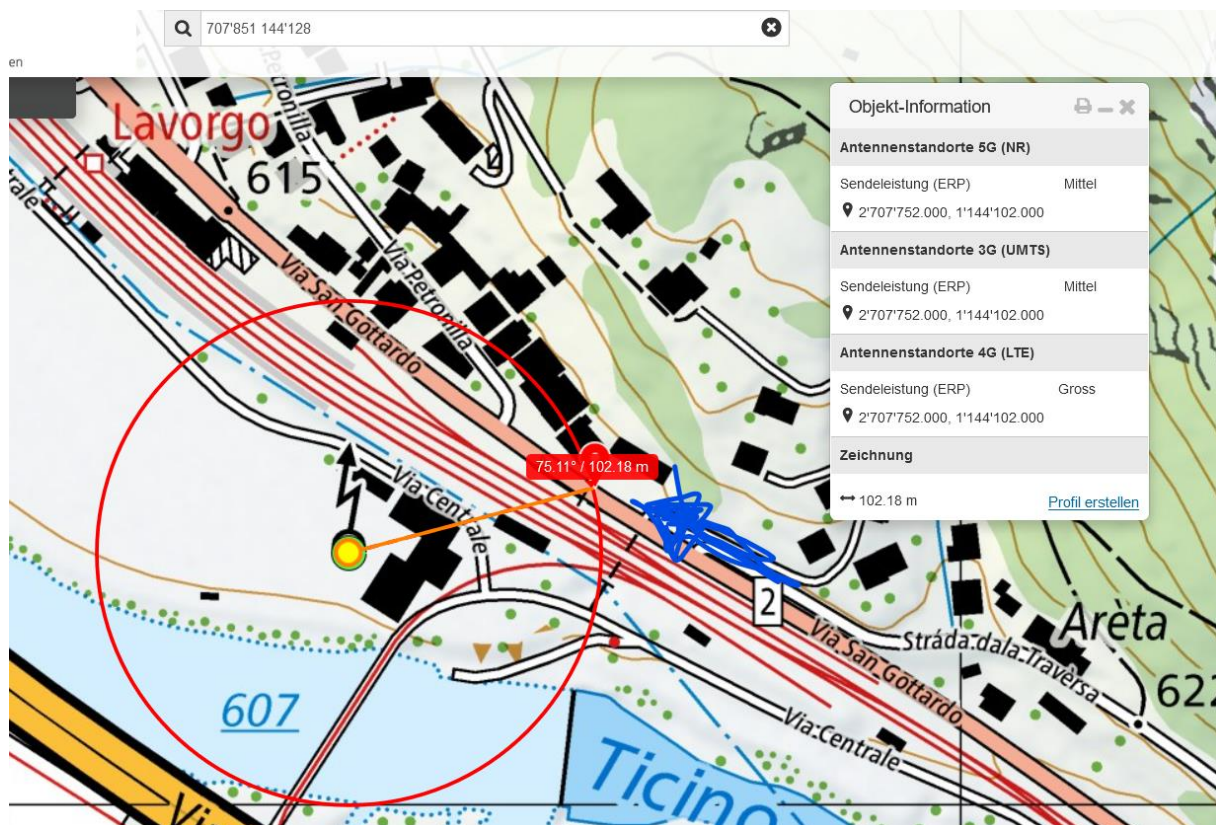 707'851 144'128
en
Objekt-Information
Antennenstandorte 5G (NR)
Sendeleistung (ERP) Mittel
2'707'752.000, 1'144'102.000
Antennenstandorte 3G (UMTS)
Sendeleistung (ERP) Mittel
2'707'752.000, 1'144'102.000
Antennenstandorte 4G (LTE)
Sendeleistung (ERP) Gross
2'707'752.000, 1'144'102.000
Zeichnung
102.18 m Profil erstellen
Lavorgo
615
Via San Gottardo
Via Petronilla
75.11° / 102.18 m
Via Centrale
2
Via San Gottardo
Stráda dala Travèrsa
Arèta
Via Centrale
607
Ticino